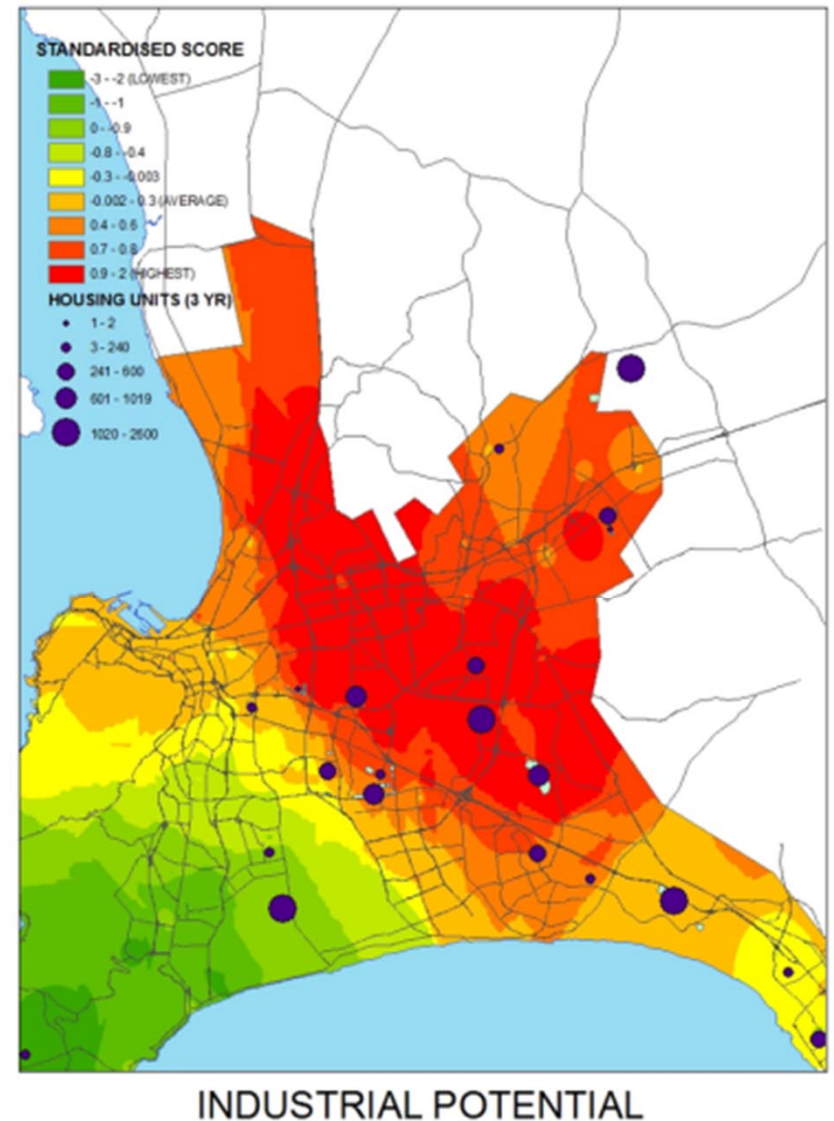 STANDARDISED SCORE
-3 - -2 (LOWEST)
-1 - -1
0 - -0.9
-0.8 - -0.4
-0.3 - -0.003
-0.002 - 0.3 (AVERAGE)
0.4 - 0.6
0.7 - 0.8
0.9 - 2 (HIGHEST)
HOUSING UNITS (3 YR)
1 - 2
3 - 240
241 - 600
601 - 1019
1020 - 2600
INDUSTRIAL POTENTIAL